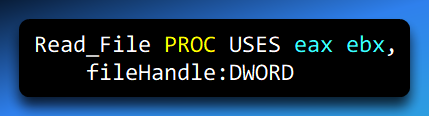 Read_File PROC USES eax ebx,
    fileHandle:DWORD